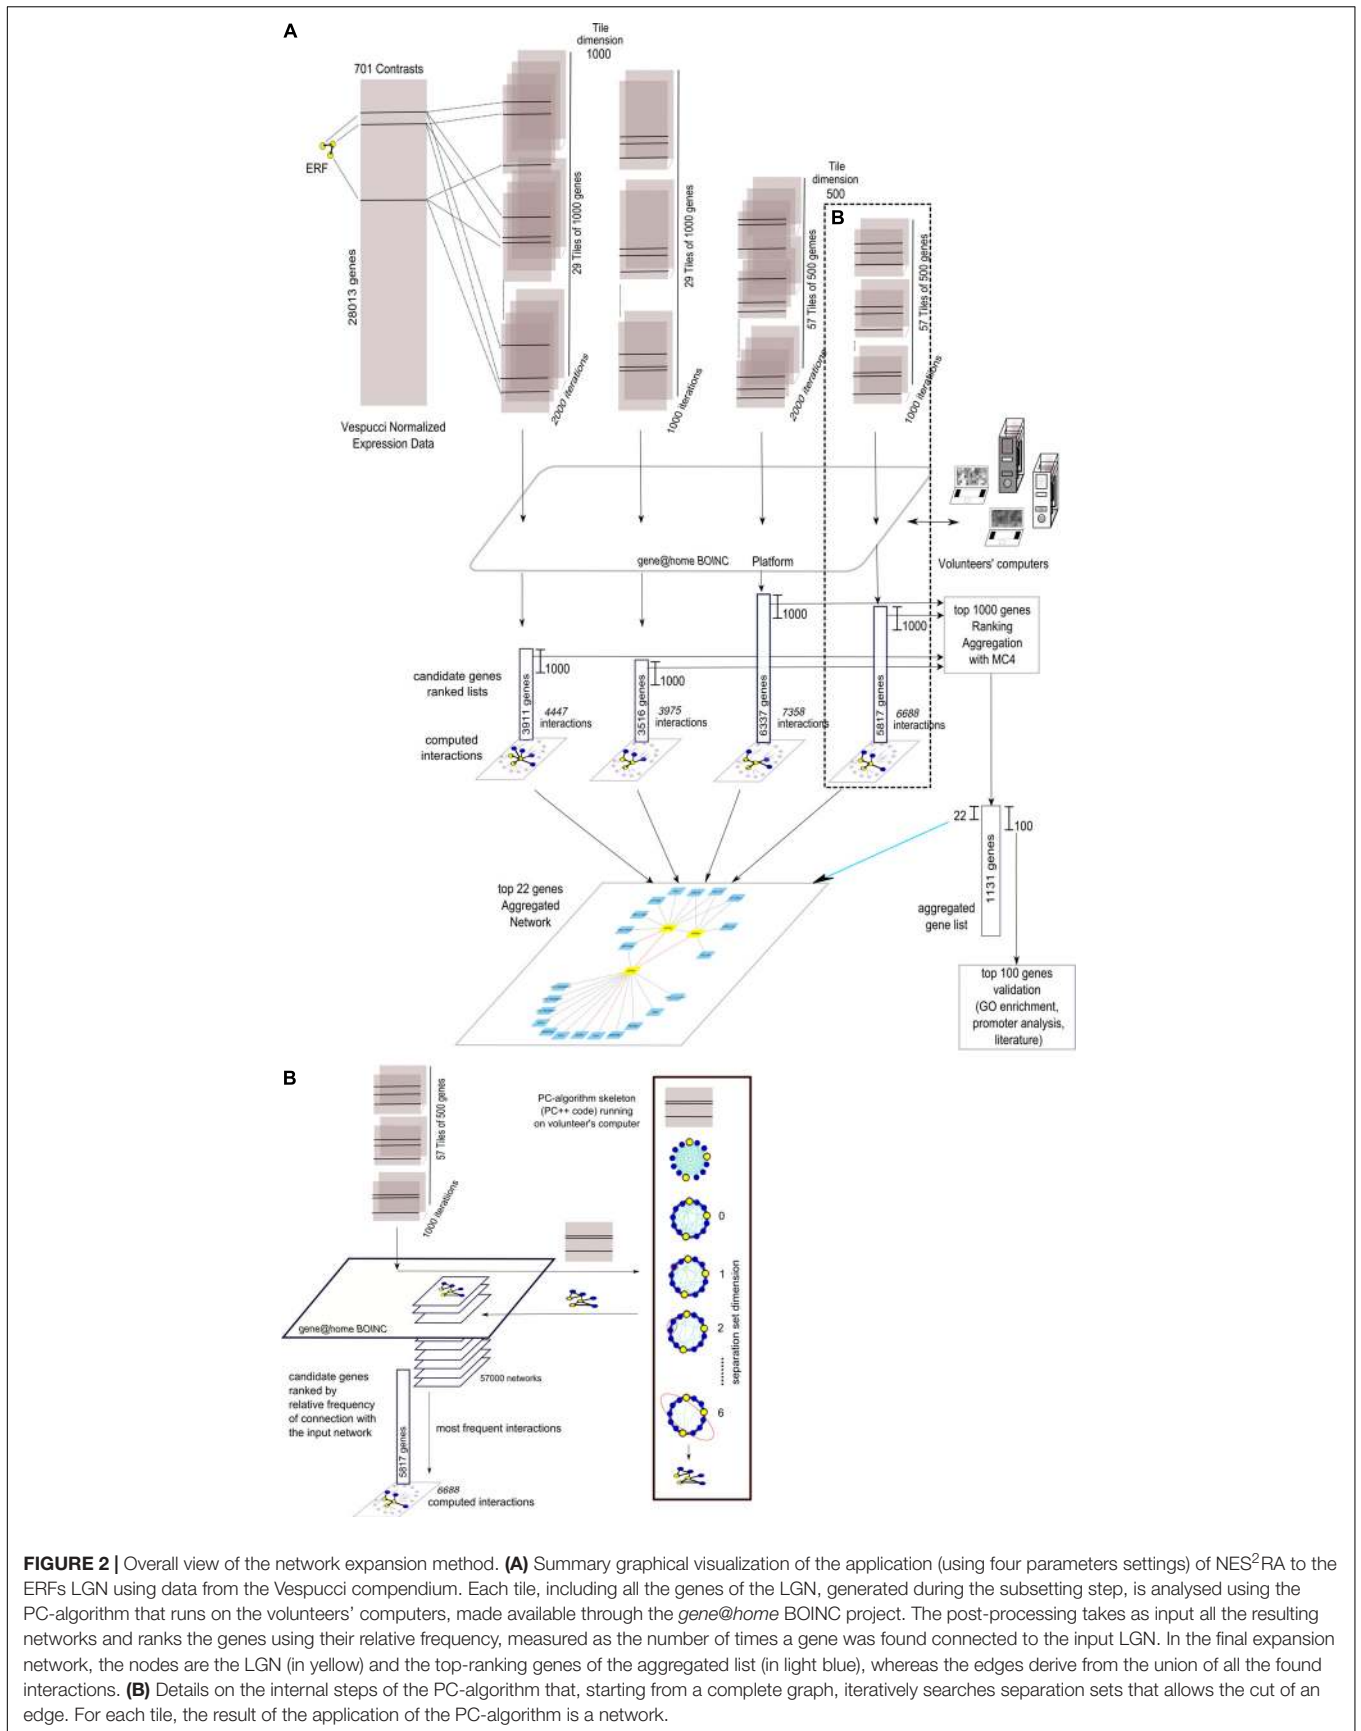 A
Tile
dimension
1000
701 Contrasts
ERF
28013 genes
Vespucci Normalized
Expression Data
29 Tiles of 1000 genes
2000 iterations
29 Tiles of 1000 genes
1000 iterations
Tile
dimension
500
57 Tiles of 500 genes
2000 iterations
B
57 Tiles of 500 genes
1000 iterations
gene@home BOINC Platform
Volunteers' computers
1000
1000
1000
1000
top 1000 genes
Ranking
Aggregation
with MC4
candidate genes
ranked lists
3911 genes
4447
interactions
3516 genes
3975
interactions
6337 genes
7358
interactions
5817 genes
6688
interactions
computed
interactions
22
100
1131 genes
aggregated
gene list
top 22 genes
Aggregated
Network
top 100 genes
validation
(GO enrichment,
promoter analysis,
literature)
B
57 Tiles of 500 genes
1000 iterations
PC-algorithm skeleton
(PC++ code) running
on volunteer's computer
0
1
2
6
separation set dimension
gene@home BOINC
57000 networks
candidate genes
ranked by
relative frequency
of connection with
the input network
5817 genes
most frequent interactions
6688
computed interactions
FIGURE 2 | Overall view of the network expansion method. (A) Summary graphical visualization of the application (using four parameters settings) of NES²RA to the
ERFs LGN using data from the Vespucci compendium. Each tile, including all the genes of the LGN, generated during the subsetting step, is analysed using the
PC-algorithm that runs on the volunteers' computers, made available through the gene@home BOINC project. The post-processing takes as input all the resulting
networks and ranks the genes using their relative frequency, measured as the number of times a gene was found connected to the input LGN. In the final expansion
network, the nodes are the LGN (in yellow) and the top-ranking genes of the aggregated list (in light blue), whereas the edges derive from the union of all the found
interactions. (B) Details on the internal steps of the PC-algorithm that, starting from a complete graph, iteratively searches separation sets that allows the cut of an
edge. For each tile, the result of the application of the PC-algorithm is a network.